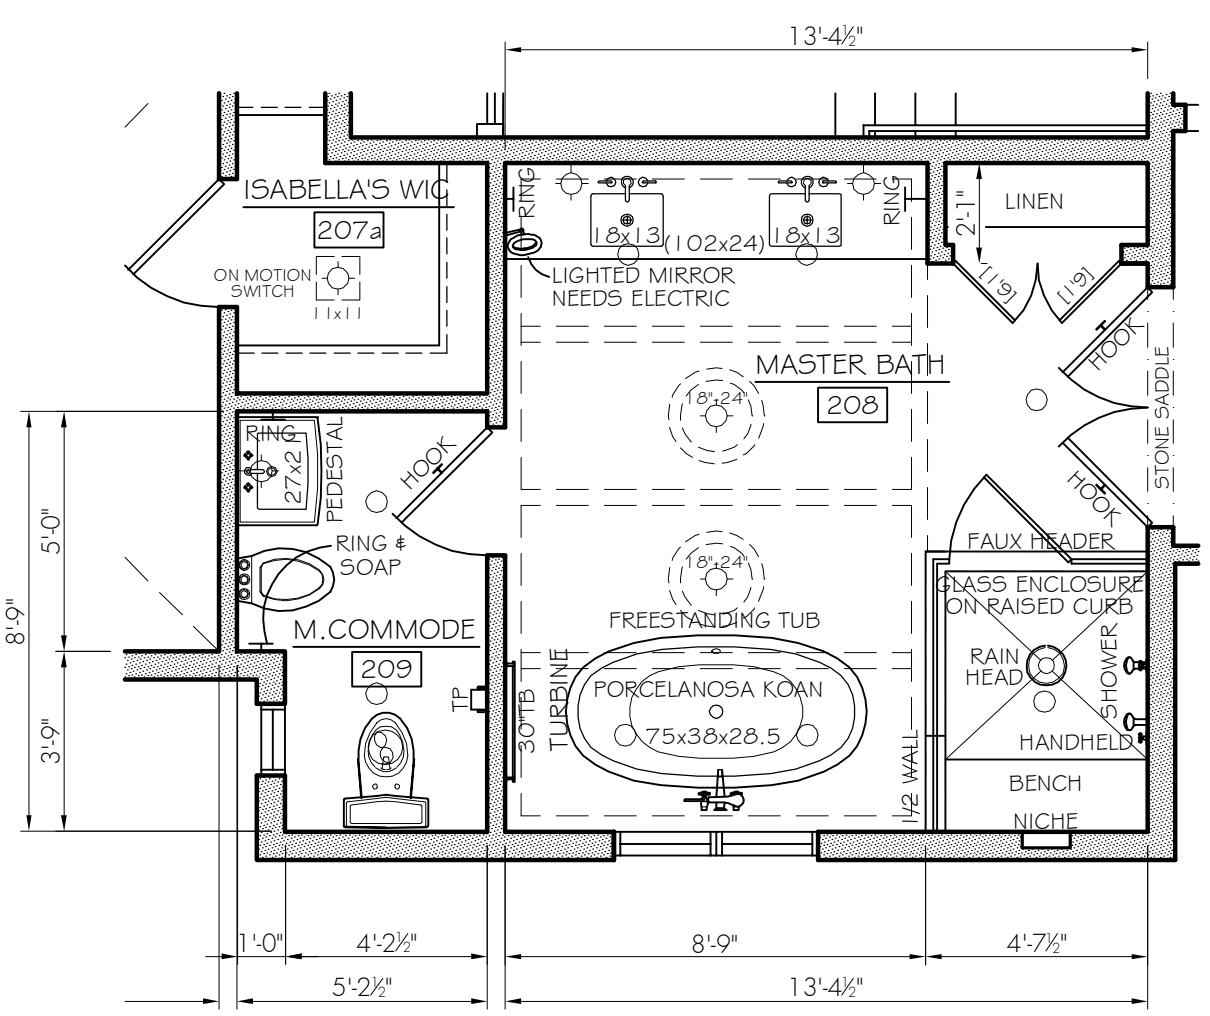 13'-4½"
ISABELLA'S WIC
207a
ON MOTION
SWITCH
11x11
RING
18x13
(102x24)
18x13
RING
LIGHTED MIRROR
NEEDS ELECTRIC
2'-1"
LINEN
[1'9]
[1'9]
HOOK
STONE SADDLE
HOOK
MASTER BATH
208
18"-24"
18"-24"
RING
27x2
PEDESTAL
HOOK
RING &
SOAP
M.COMMODE
209
TP
5'-0"
8'-9"
3'-9"
30"TB
TURBINE
FREESTANDING TUB
PORCELANOSA KOAN
75x38x28.5
1/2 WALL
FAUX HEADER
GLASS ENCLOSURE
ON RAISED CURB
RAIN
HEAD
SHOWER
HANDHELD
BENCH
NICHE
1'-0"
4'-2½"
8'-9"
4'-7½"
5'-2½"
13'-4½"